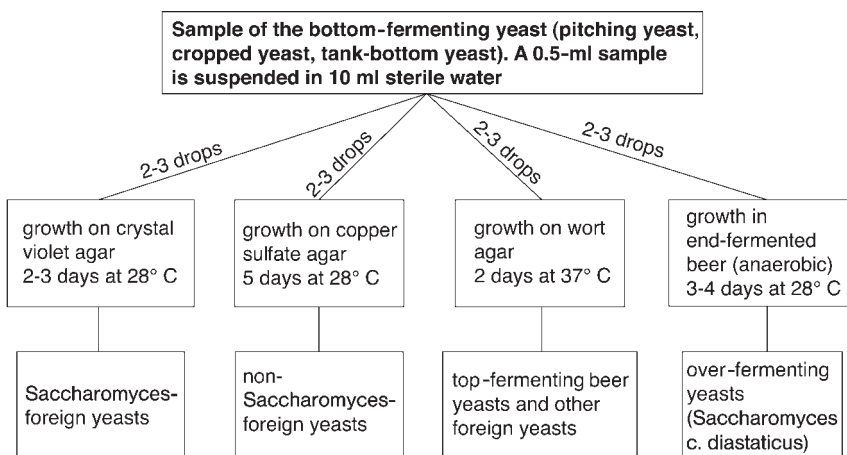 Sample of the bottom-fermenting yeast (pitching yeast,
cropped yeast, tank-bottom yeast). A 0.5-ml sample
is suspended in 10 ml sterile water
2-3 drops
2-3 drops
2-3 drops
2-3 drops
growth on crystal
violet agar
2-3 days at 28° C
growth on copper
sulfate agar
5 days at 28° C
growth on wort
agar
2 days at 37° C
growth in
end-fermented
beer (anaerobic)
3-4 days at 28° C
Saccharomyces-
foreign yeasts
non-
Saccharomyces-
foreign yeasts
top-fermenting beer
yeasts and other
foreign yeasts
over-fermenting
yeasts
(Saccharomyces
c. diastaticus)